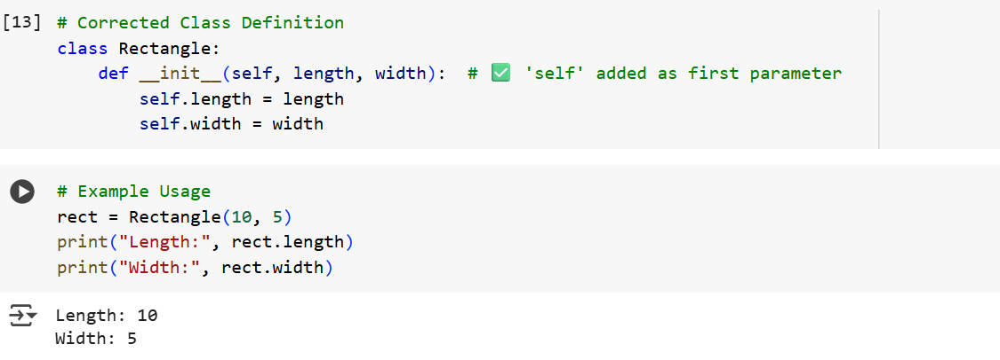 [13] # Corrected Class Definition
class Rectangle:
    def __init__(self, length, width):  # ✅ 'self' added as first parameter
        self.length = length
        self.width = width
# Example Usage
rect = Rectangle(10, 5)
print("Length:", rect.length)
print("Width:", rect.width)
Length: 10
Width: 5